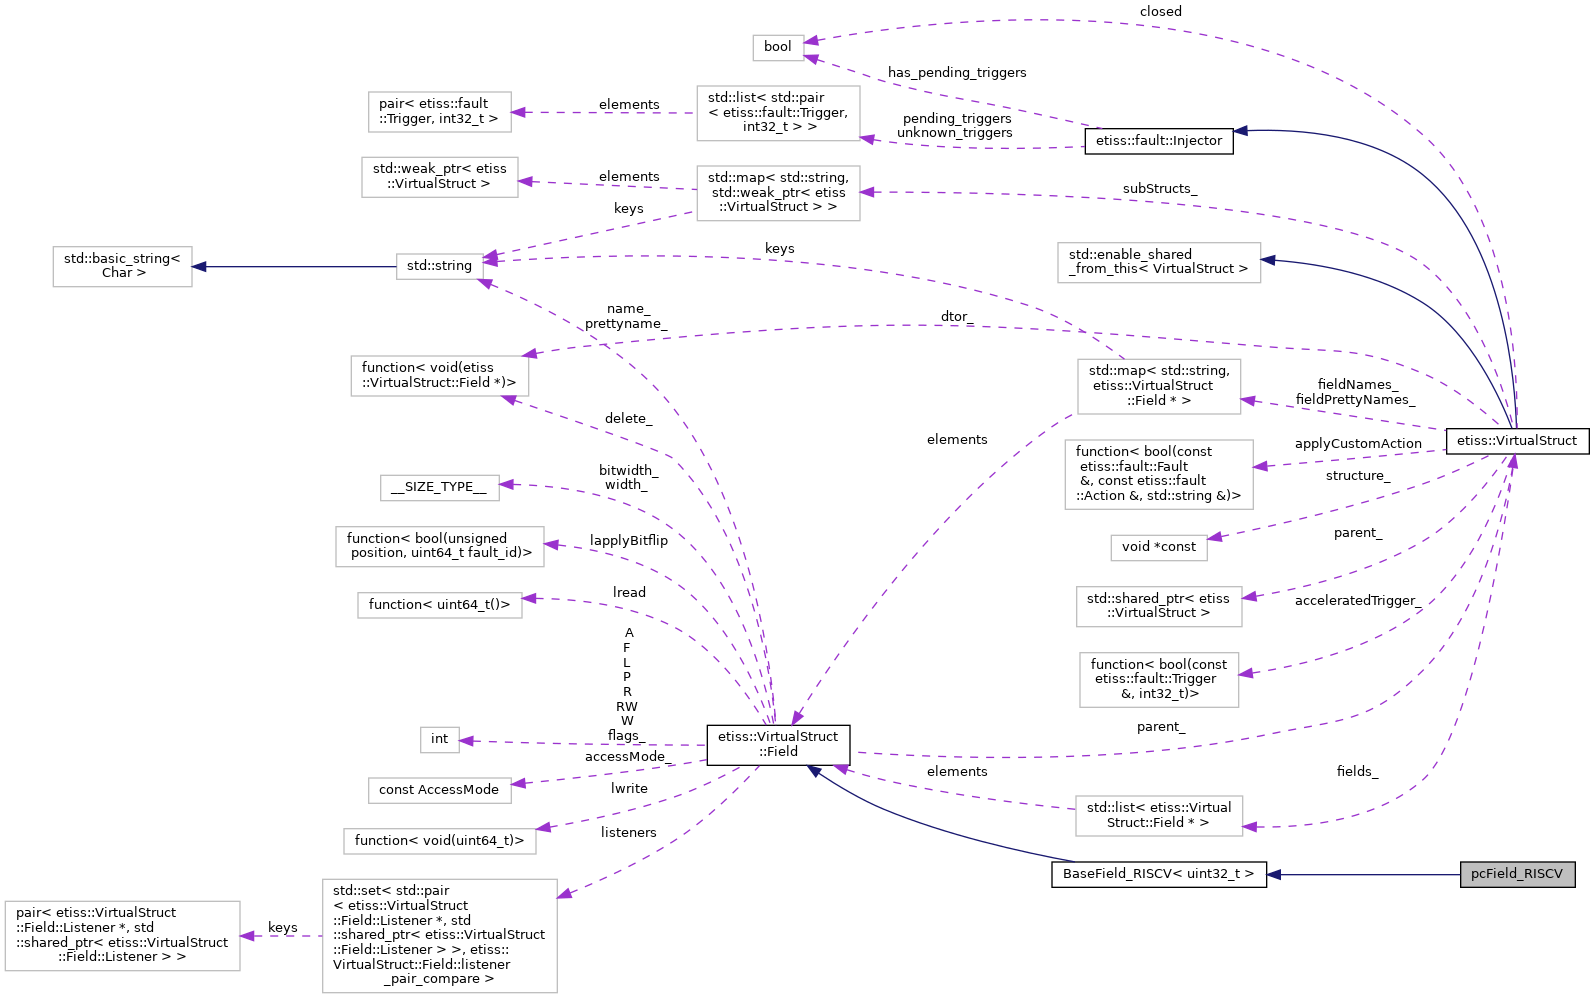 closed
bool
has_pending_triggers
pair< etiss::fault
::Trigger, int32_t >
elements
std::list< std::pair
< etiss::fault::Trigger,
int32_t > >
pending_triggers
unknown_triggers
etiss::fault::Injector
std::weak_ptr< etiss
::VirtualStruct >
elements
std::map< std::string,
std::weak_ptr< etiss
::VirtualStruct > >
subStructs_
keys
std::basic_string<
Char >
std::string
keys
std::enable_shared
_from_this< VirtualStruct >
name_
prettyname_
dtor_
function< void(etiss
::VirtualStruct::Field *)>
std::map< std::string,
etiss::VirtualStruct
::Field * >
fieldNames_
fieldPrettyNames_
delete_
elements
etiss::VirtualStruct
function< bool(const
etiss::fault::Fault
&, const etiss::fault
::Action &, std::string &)>
applyCustomAction
structure_
__SIZE_TYPE__
bitwidth_
width_
function< bool(unsigned
position, uint64_t fault_id)>
lapplyBitflip
void *const
parent_
function< uint64_t()>
lread
std::shared_ptr< etiss
::VirtualStruct >
acceleratedTrigger_
A
F
L
P
R
RW
W
flags_
function< bool(const
etiss::fault::Trigger
&, int32_t)>
int
etiss::VirtualStruct
::Field
parent_
accessMode_
const AccessMode
lwrite
elements
fields_
std::list< etiss::Virtual
Struct::Field * >
function< void(uint64_t)>
listeners
BaseField_RISCV< uint32_t >
pcField_RISCV
pair< etiss::VirtualStruct
::Field::Listener *, std
::shared_ptr< etiss::VirtualStruct
::Field::Listener > >
keys
std::set< std::pair
< etiss::VirtualStruct
::Field::Listener *, std
::shared_ptr< etiss::VirtualStruct
::Field::Listener > >, etiss::
VirtualStruct::Field::listener
_pair_compare >